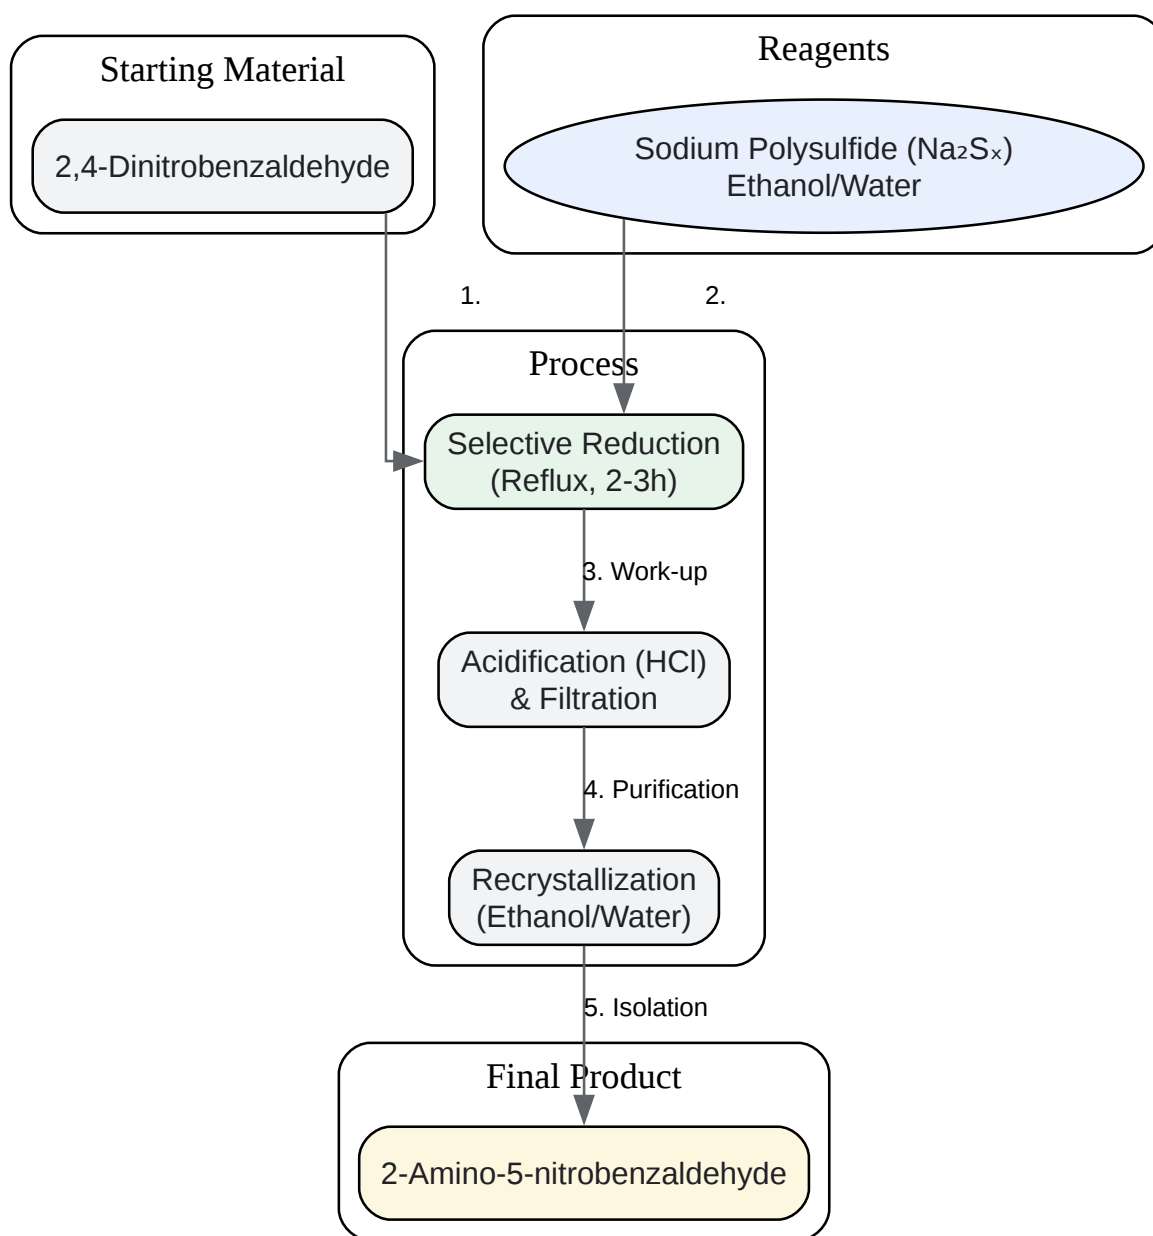 Starting Material
2,4-Dinitrobenzaldehyde
Reagents
Sodium Polysulfide (Na₂Sₓ)
Ethanol/Water
1.
2.
Process
Selective Reduction
(Reflux, 2-3h)
3. Work-up
Acidification (HCl)
& Filtration
4. Purification
Recrystallization
(Ethanol/Water)
5. Isolation
Final Product
2-Amino-5-nitrobenzaldehyde